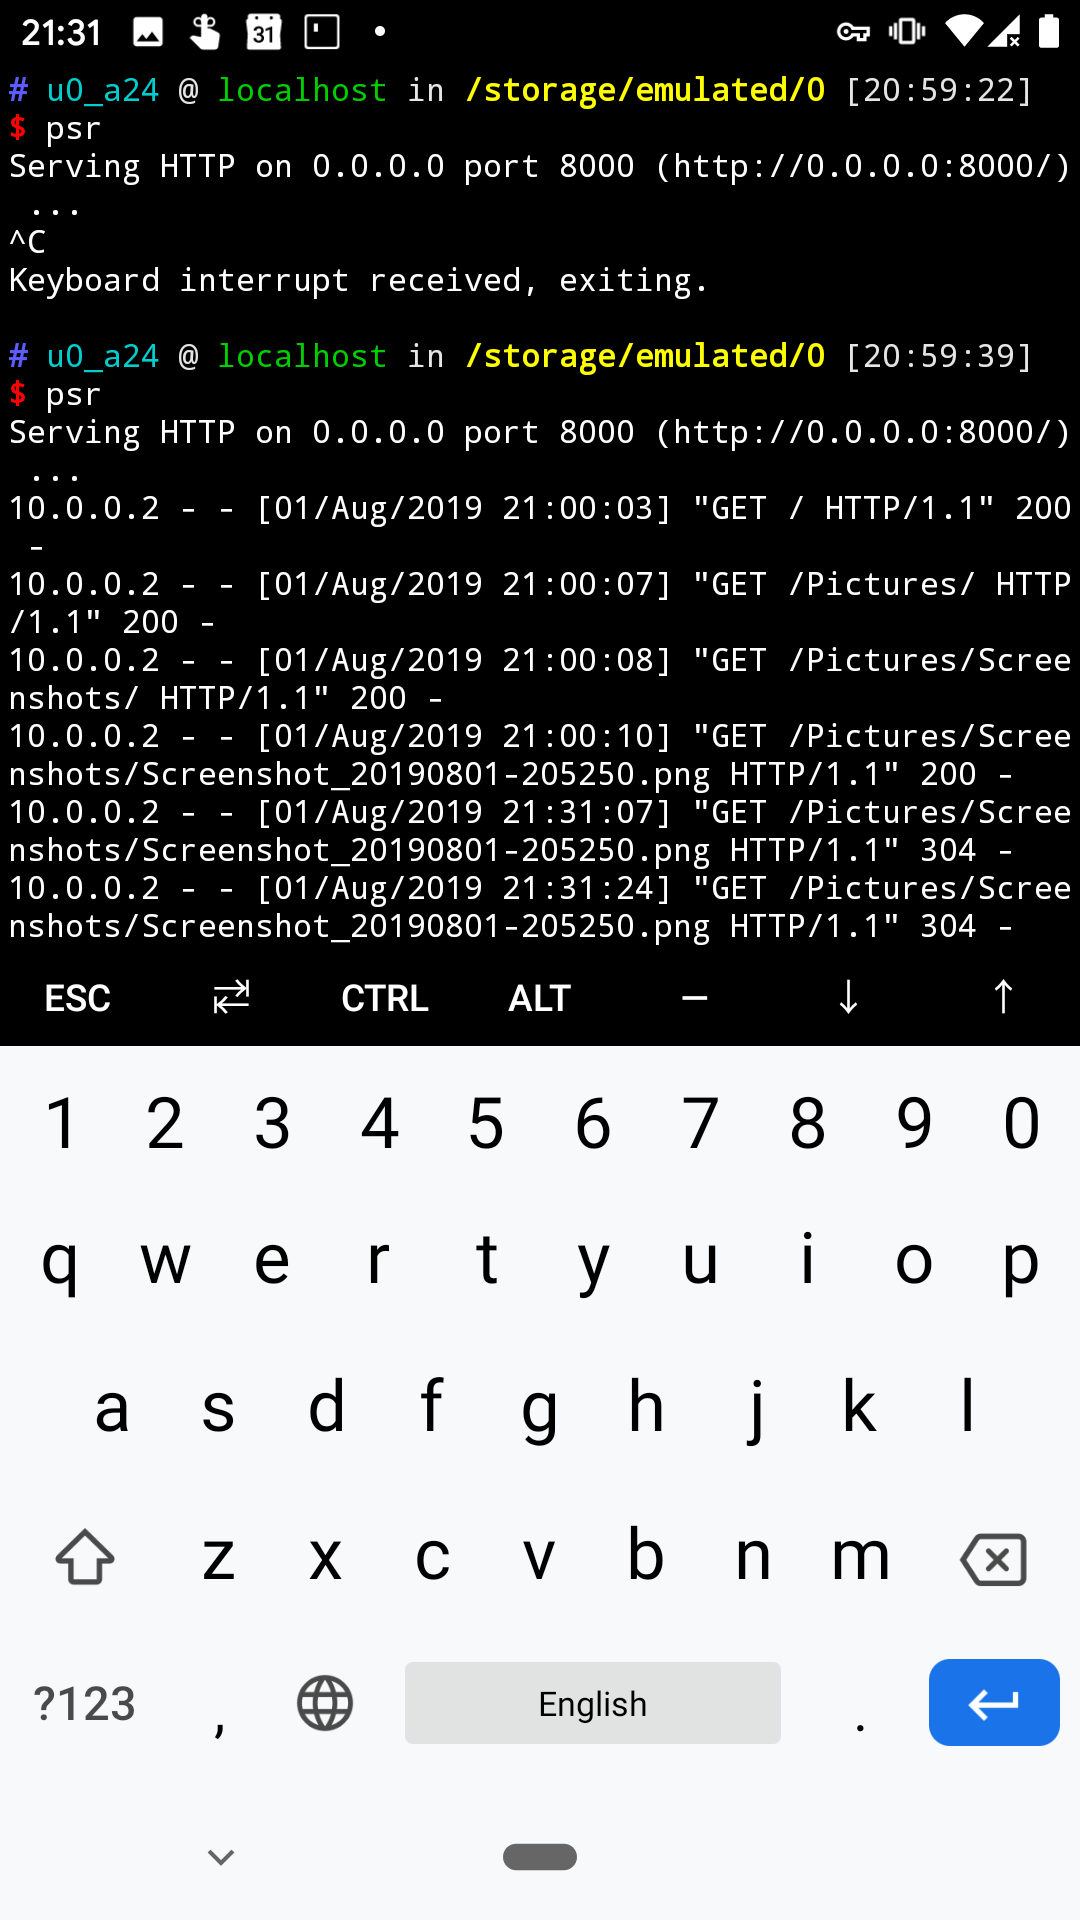 21:31 31
# u0_a24 @ localhost in /storage/emulated/0 [20:59:22]
$ psr
Serving HTTP on 0.0.0.0 port 8000 (http://0.0.0.0:8000/)
...
^C
Keyboard interrupt received, exiting.
# u0_a24 @ localhost in /storage/emulated/0 [20:59:39]
$ psr
Serving HTTP on 0.0.0.0 port 8000 (http://0.0.0.0:8000/)
...
10.0.0.2 - - [01/Aug/2019 21:00:03] "GET / HTTP/1.1" 200
-
10.0.0.2 - - [01/Aug/2019 21:00:07] "GET /Pictures/ HTTP
/1.1" 200 -
10.0.0.2 - - [01/Aug/2019 21:00:08] "GET /Pictures/Scree
nshots/ HTTP/1.1" 200 -
10.0.0.2 - - [01/Aug/2019 21:00:10] "GET /Pictures/Scree
nshots/Screenshot_20190801-205250.png HTTP/1.1" 200 -
10.0.0.2 - - [01/Aug/2019 21:31:07] "GET /Pictures/Scree
nshots/Screenshot_20190801-205250.png HTTP/1.1" 304 -
10.0.0.2 - - [01/Aug/2019 21:31:24] "GET /Pictures/Scree
nshots/Screenshot_20190801-205250.png HTTP/1.1" 304 -
ESC ⇄ CTRL ALT — ↓ ↑
1 2 3 4 5 6 7 8 9 0
q w e r t y u i o p
a s d f g h j k l
z x c v b n m
?123 , English .